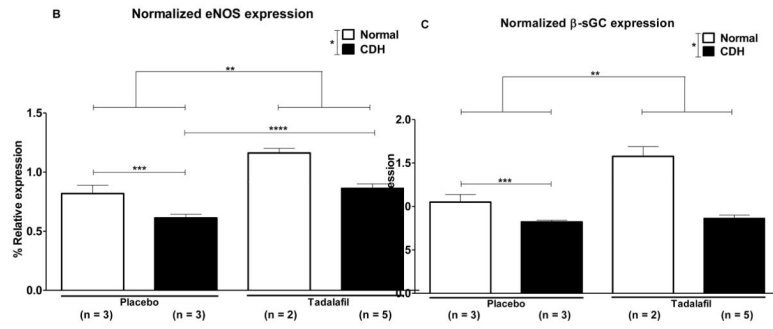 B
Normalized eNOS expression
* Normal
CDH
**
1.5
****
1.0
***
0.5
0.0
% Relative expression
Placebo
Tadalafil
(n = 3)
(n = 3)
(n = 2)
(n = 5)
C
Normalized β-sGC expression
* Normal
CDH
**
2.0
1.5
***
.0
.5
0.0
ession
Placebo
Tadalafil
(n = 3)
(n = 3)
(n = 2)
(n = 5)